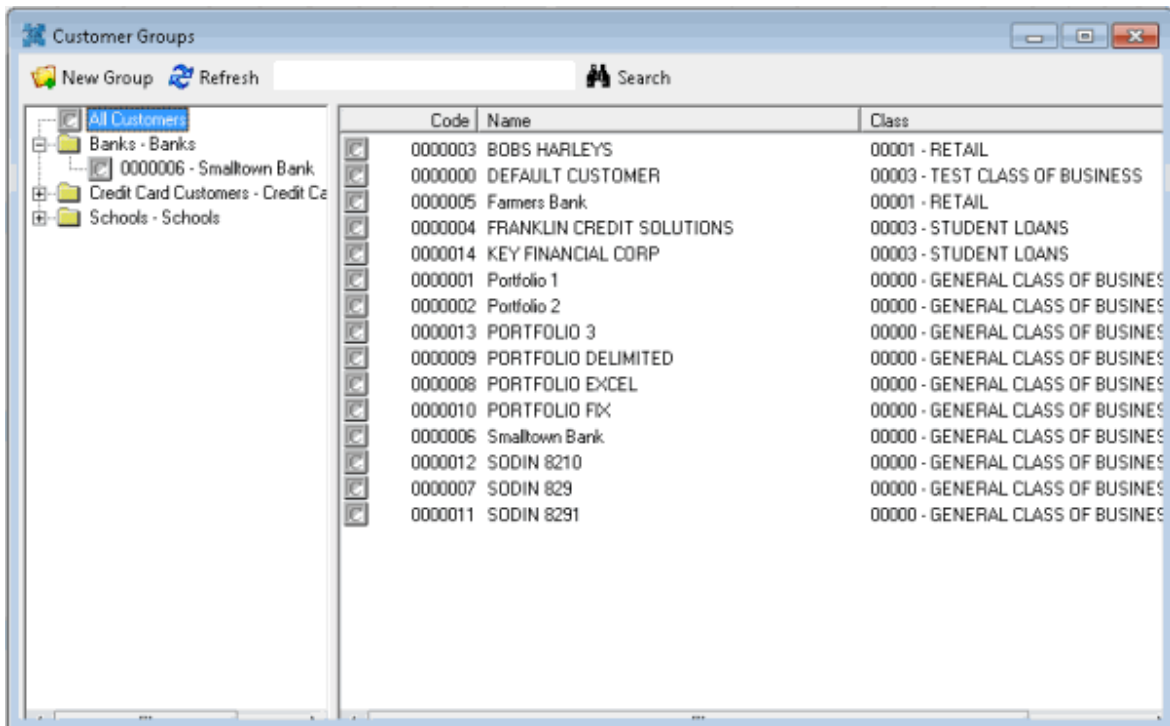 Customer Groups
New Group Refresh Search
All Customers
Banks - Banks
0000006 - Smalltown Bank
Credit Card Customers - Credit Ca
Schools - Schools
Code Name Class
0000003 BOBS HARLEYS 00001 - RETAIL
0000000 DEFAULT CUSTOMER 00003 - TEST CLASS OF BUSINESS
0000005 Farmers Bank 00001 - RETAIL
0000004 FRANKLIN CREDIT SOLUTIONS 00003 - STUDENT LOANS
0000014 KEY FINANCIAL CORP 00003 - STUDENT LOANS
0000001 Portfolio 1 00000 - GENERAL CLASS OF BUSINES
0000002 Portfolio 2 00000 - GENERAL CLASS OF BUSINES
0000013 PORTFOLIO 3 00000 - GENERAL CLASS OF BUSINES
0000009 PORTFOLIO DELIMITED 00000 - GENERAL CLASS OF BUSINES
0000008 PORTFOLIO EXCEL 00000 - GENERAL CLASS OF BUSINES
0000010 PORTFOLIO FIX 00000 - GENERAL CLASS OF BUSINES
0000006 Smalltown Bank 00000 - GENERAL CLASS OF BUSINES
0000012 SODIN 8210 00000 - GENERAL CLASS OF BUSINES
0000007 SODIN 829 00000 - GENERAL CLASS OF BUSINES
0000011 SODIN 8291 00000 - GENERAL CLASS OF BUSINES